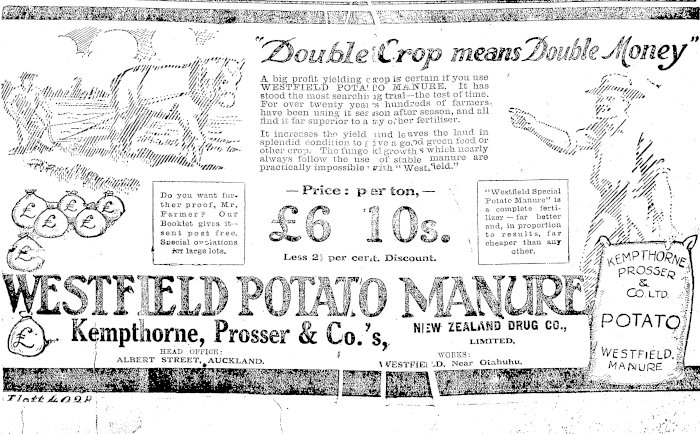 "Double Crop means Double Money"
A big profit yielding crop is certain if you use
WESTFIELD POTATO MANURE. It has
stood the most searching trial—the test of time.
For over twenty years hundreds of farmers
have been using it season after season, and all
find it far superior to any other fertiliser.
It increases the yield and leaves the land in
splendid condition to give a good green feed or
other crop. The fungoid growths which nearly
always follow the use of stable manure are
practically impossible with "Westfield."
Do you want fur-
ther proof, Mr.
Farmer? Our
Booklet gives it—
sent post free.
Special quotations
for large lots.
—Price: per ton,—
£6 10s.
Less 2½ per cent. Discount.
"Westfield Special
Potato Manure" is
a complete ferti-
lizer—far better
and, in proportion
to results, far
cheaper than any
other.
£ £ £ £ £
£
£
WESTFIELD POTATO MANURE
Kempthorne, Prosser & Co.'s,
NEW ZEALAND DRUG CO.,
LIMITED,
HEAD OFFICE:
ALBERT STREET, AUCKLAND.
WORKS:
WESTFIELD, Near Otahuhu.
KEMPTHORNE
PROSSER
&
CO. LTD.
POTATO
WESTFIELD.
MANURE